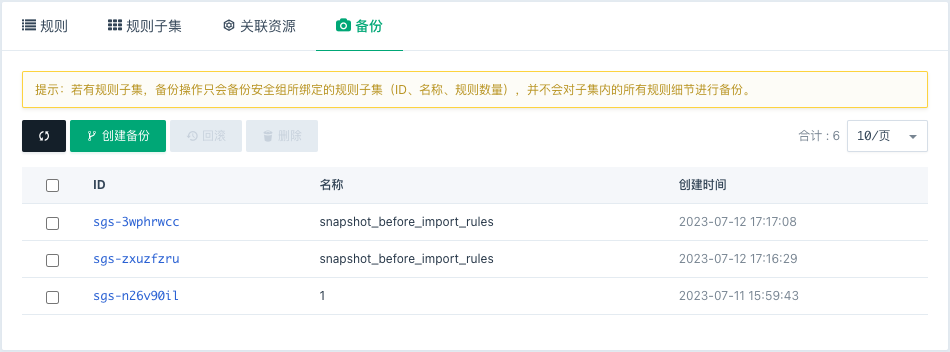 规则 规则子集 关联资源 备份
提示：若有规则子集，备份操作只会备份安全组所绑定的规则子集（ID、名称、规则数量），并不会对子集内的所有规则细节进行备份。
创建备份 回滚 删除 合计 : 6 10/页
ID 名称 创建时间
sgs-3wphrwcc snapshot_before_import_rules 2023-07-12 17:17:08
sgs-zxuzfzru snapshot_before_import_rules 2023-07-12 17:16:29
sgs-n26v90il 1 2023-07-11 15:59:43